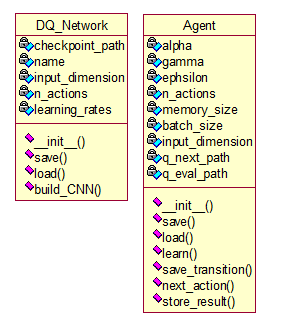 DQ_Network
checkpoint_path
name
input_dimension
n_actions
learning_rates
__init__()
save()
load()
build_CNN()
Agent
alpha
gamma
ephsilon
n_actions
memory_size
batch_size
input_dimension
q_next_path
q_eval_path
__init__()
save()
load()
learn()
save_transition()
next_action()
store_result()